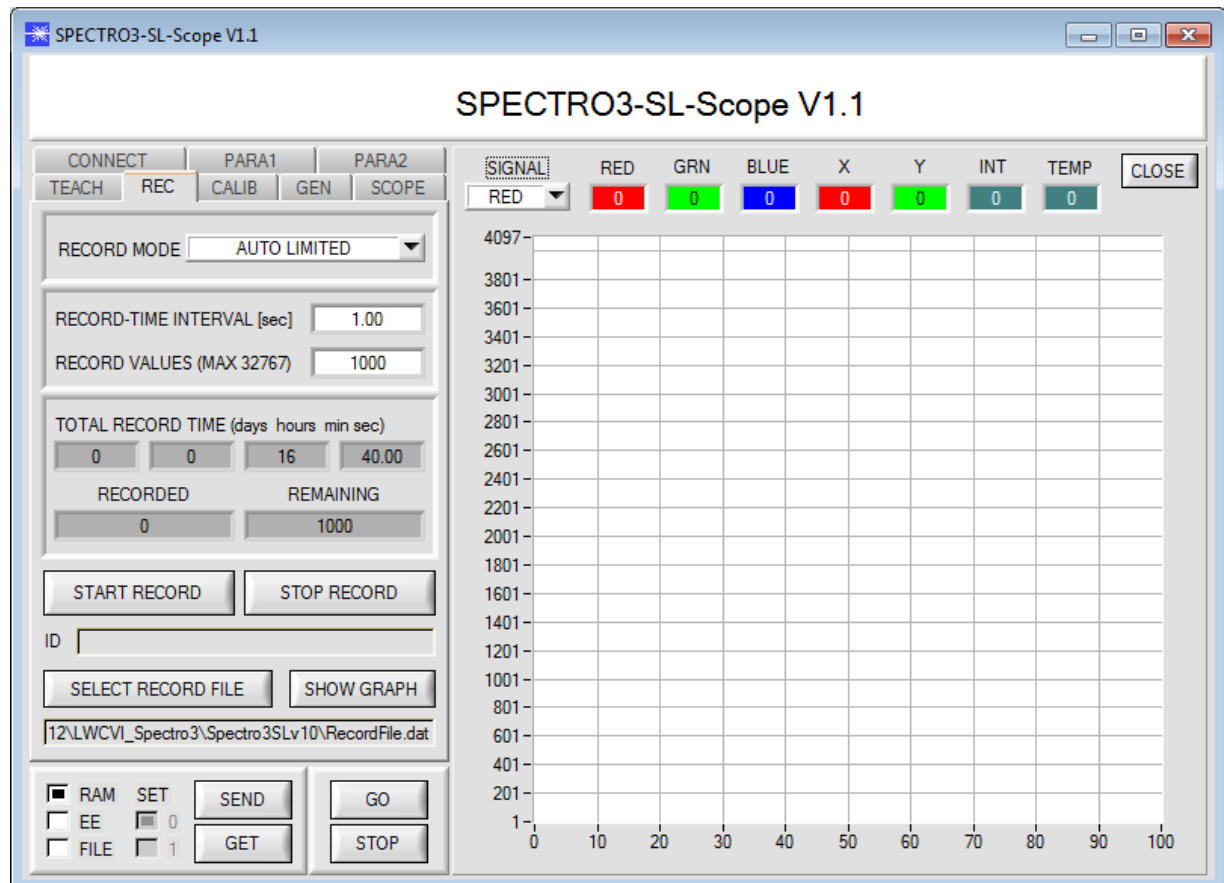 SPECTRO3-SL-Scope V1.1
SPECTRO3-SL-Scope V1.1
CONNECT PARA1 PARA2
TEACH REC CALIB GEN SCOPE
RECORD MODE AUTO LIMITED
RECORD-TIME INTERVAL [sec] 1.00
RECORD VALUES (MAX 32767) 1000
TOTAL RECORD TIME (days hours min sec)
0 0 16 40.00
RECORDED REMAINING
0 1000
START RECORD STOP RECORD
ID
SELECT RECORD FILE SHOW GRAPH
12\LWCVI_Spectro3\Spectro3SLv10\RecordFile.dat
RAM SET SEND GO
EE 0
FILE 1 GET STOP
SIGNAL RED GRN BLUE X Y INT TEMP CLOSE
RED 0 0 0 0 0 0 0
4097
3801
3601
3401
3201
3001
2801
2601
2401
2201
2001
1801
1601
1401
1201
1001
801
601
401
201
1
0 10 20 30 40 50 60 70 80 90 100